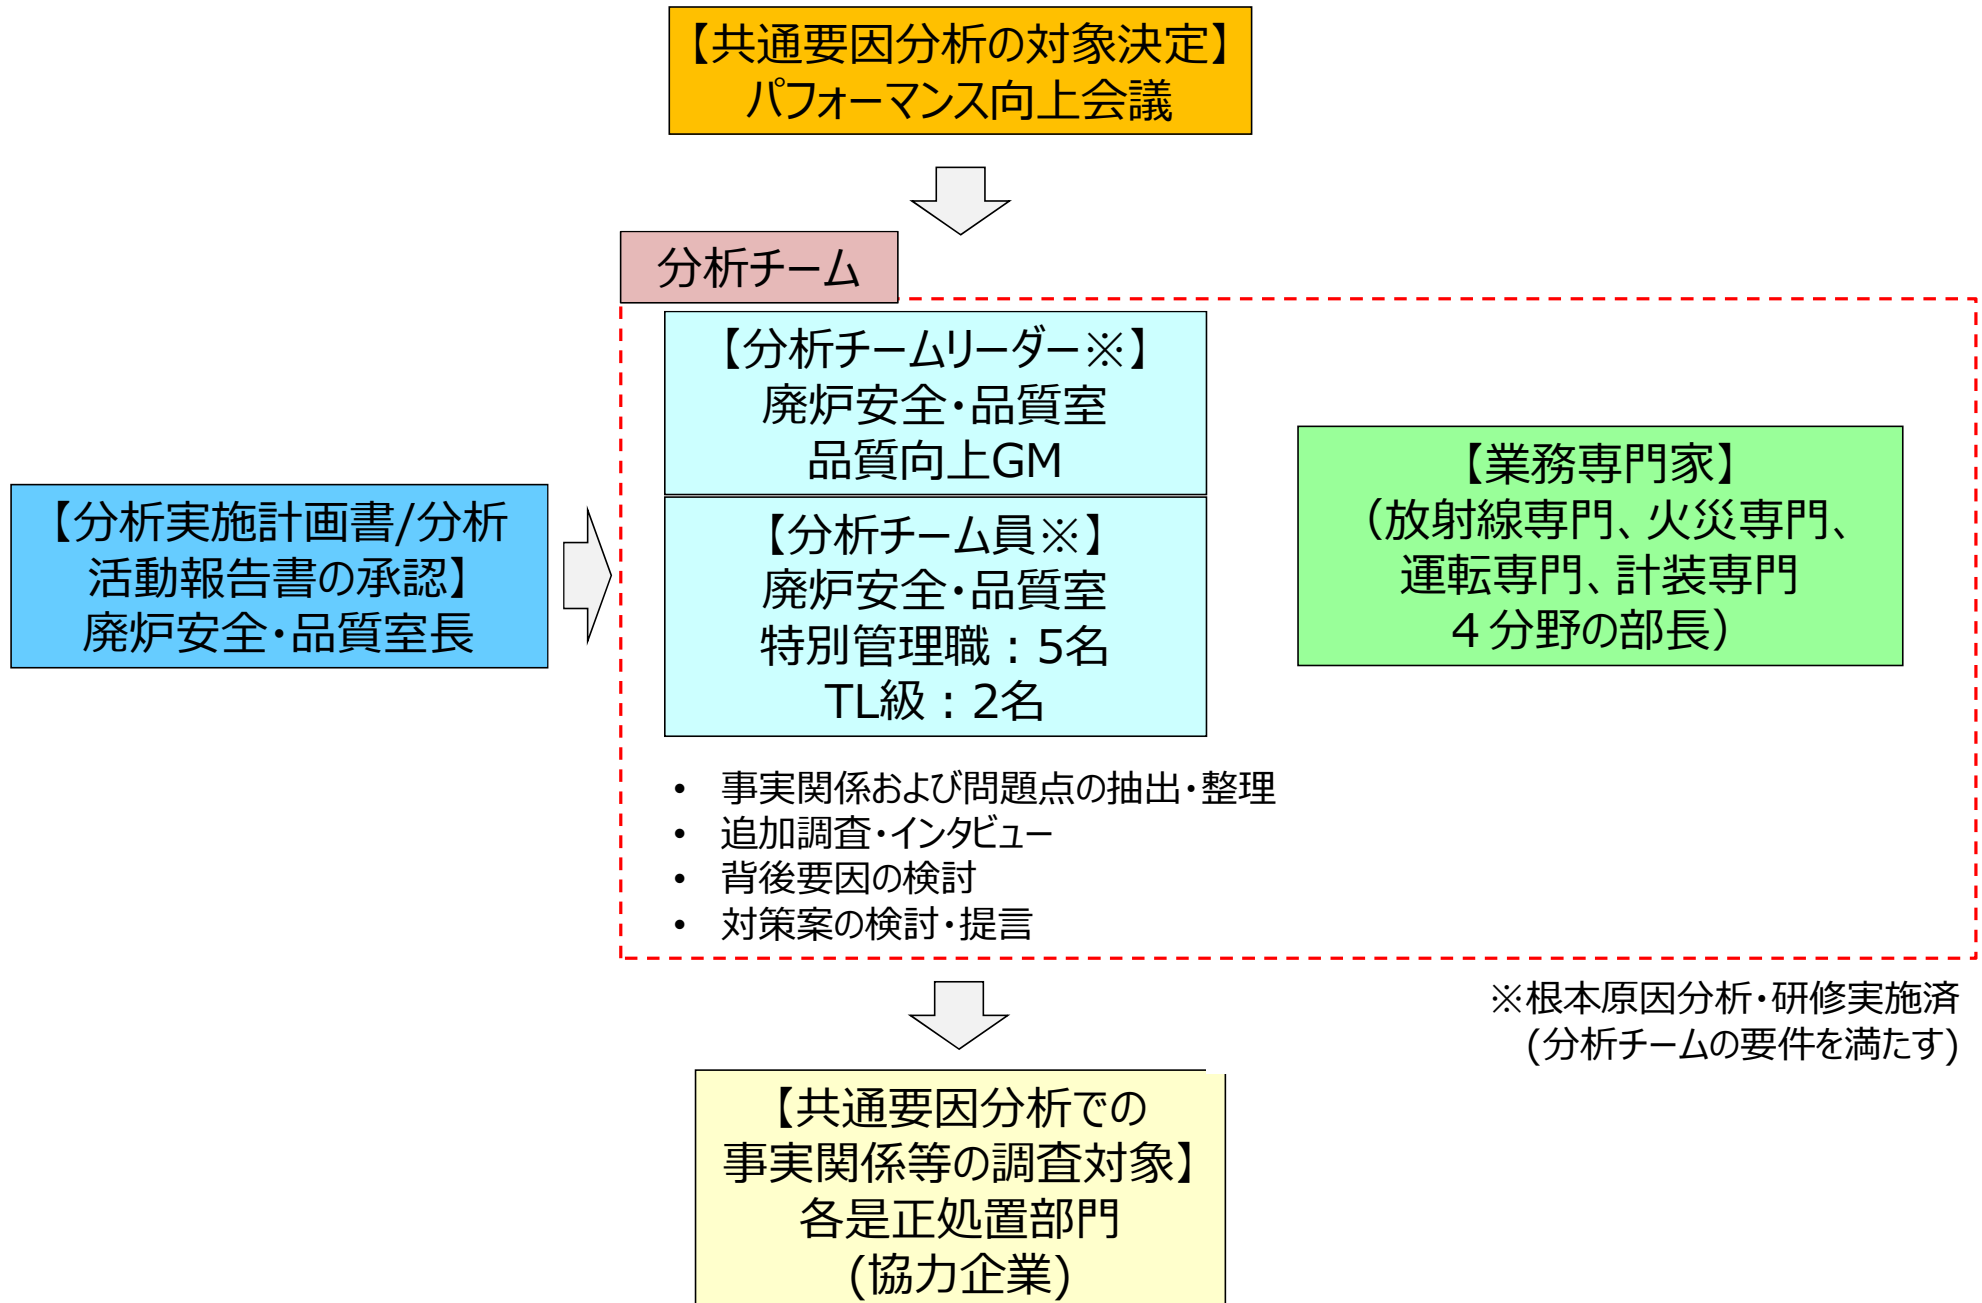 【共通要因分析の対象決定】
パフォーマンス向上会議
分析チーム
【分析チームリーダー※】
廃炉安全・品質室
品質向上GM
【分析チーム員※】
廃炉安全・品質室
特別管理職：5名
TL級：2名
【業務専門家】
（放射線専門、火災専門、
運転専門、計装専門
４分野の部長）
【分析実施計画書/分析
活動報告書の承認】
廃炉安全・品質室長
• 事実関係および問題点の抽出・整理
• 追加調査・インタビュー
• 背後要因の検討
• 対策案の検討・提言
※根本原因分析・研修実施済
(分析チームの要件を満たす)
【共通要因分析での
事実関係等の調査対象】
各是正処置部門
(協力企業)